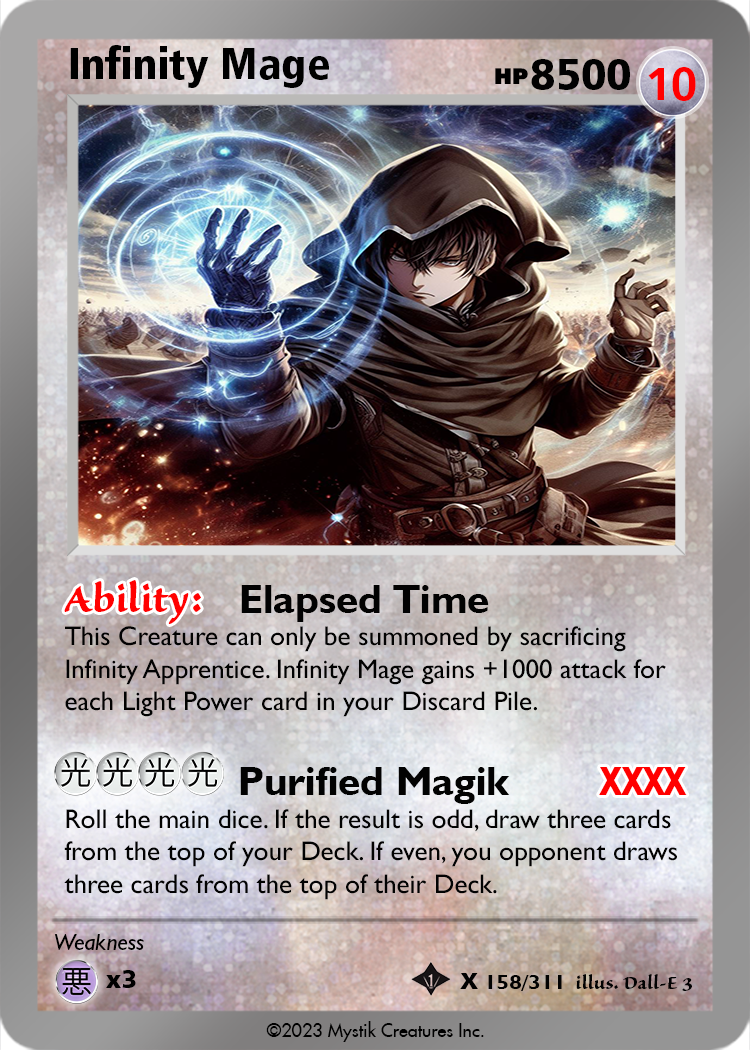 Infinity Mage
HP8500 10
Ability: Elapsed Time
This Creature can only be summoned by sacrificing
Infinity Apprentice. Infinity Mage gains +1000 attack for
each Light Power card in your Discard Pile.
光光光光 Purified Magik XXXX
Roll the main dice. If the result is odd, draw three cards
from the top of your Deck. If even, you opponent draws
three cards from the top of their Deck.
Weakness
悪 x3
1 X 158/311 illus. Dall-E 3
©2023 Mystik Creatures Inc.